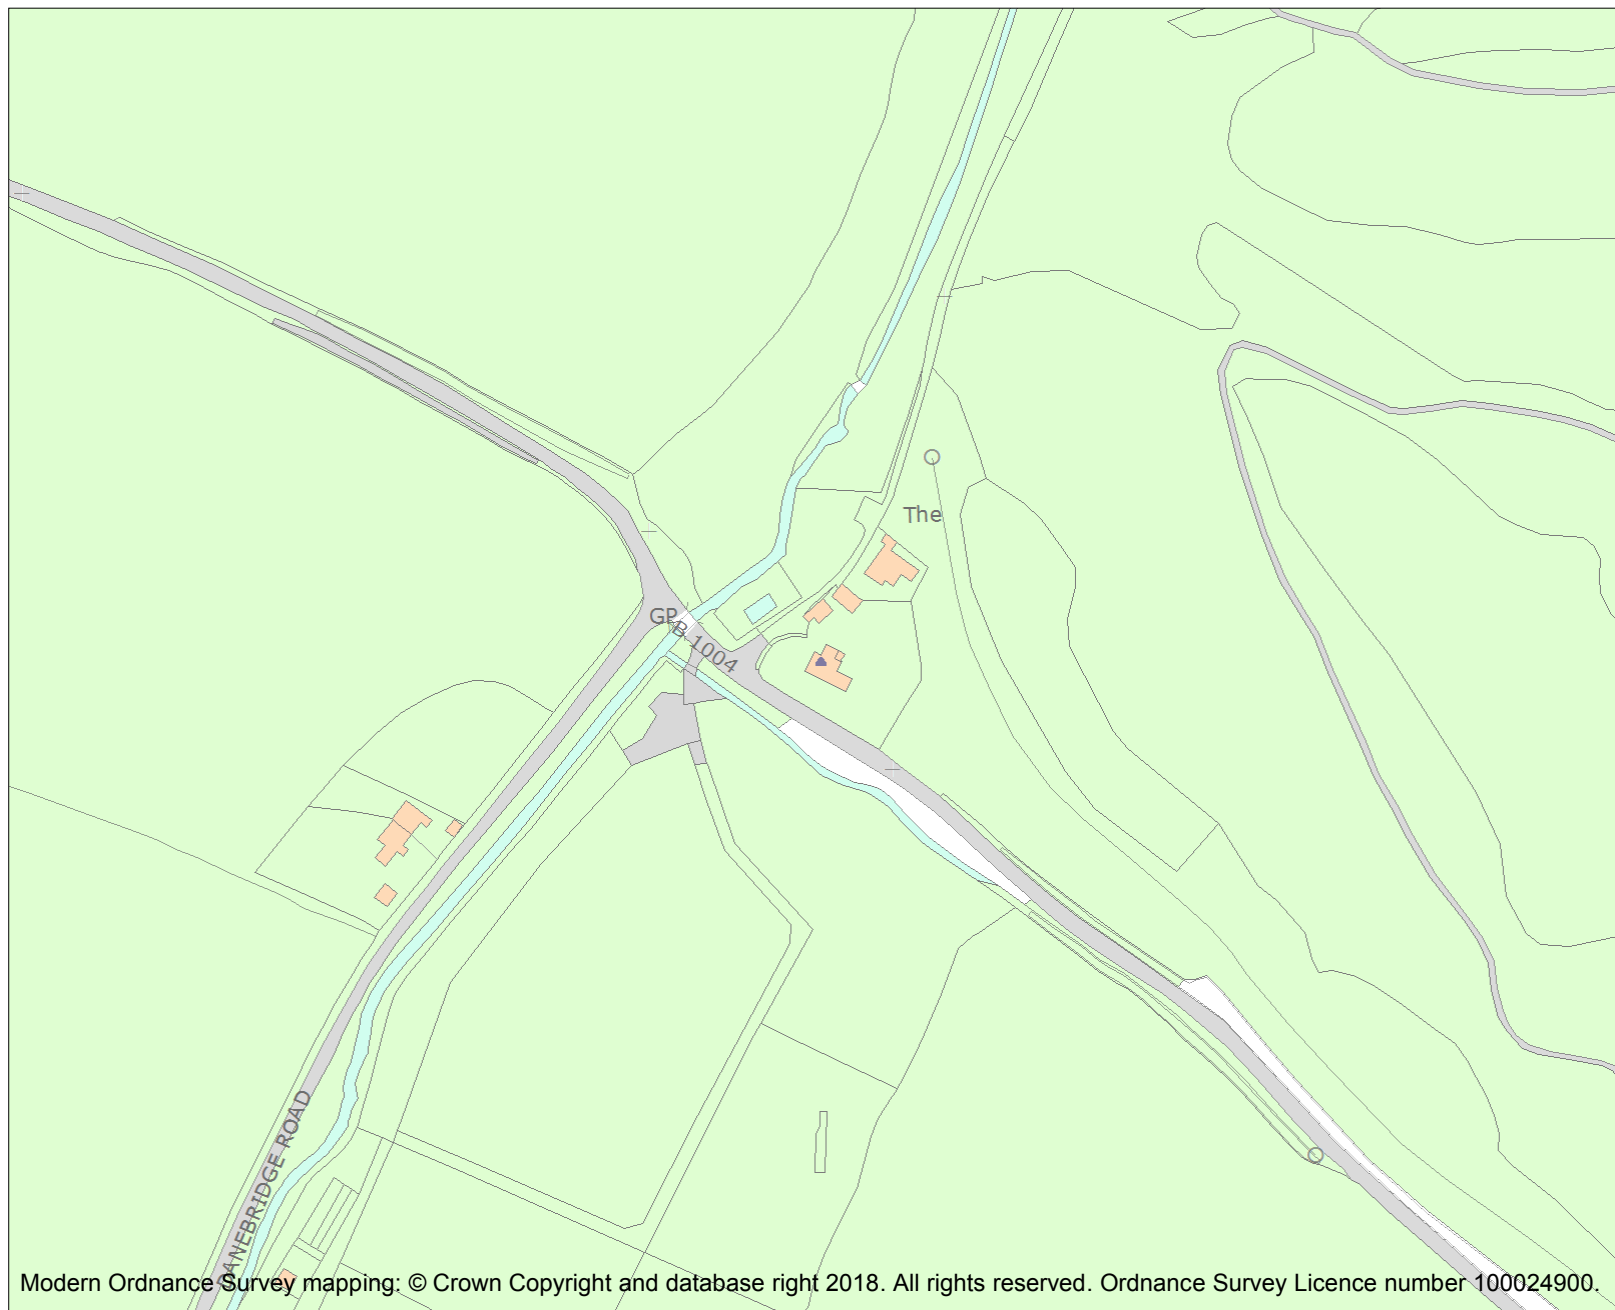 The
GP
B 1004
PANEBRIDGE ROAD
Modern Ordnance Survey mapping: © Crown Copyright and database right 2018. All rights reserved. Ordnance Survey Licence number 100024900.